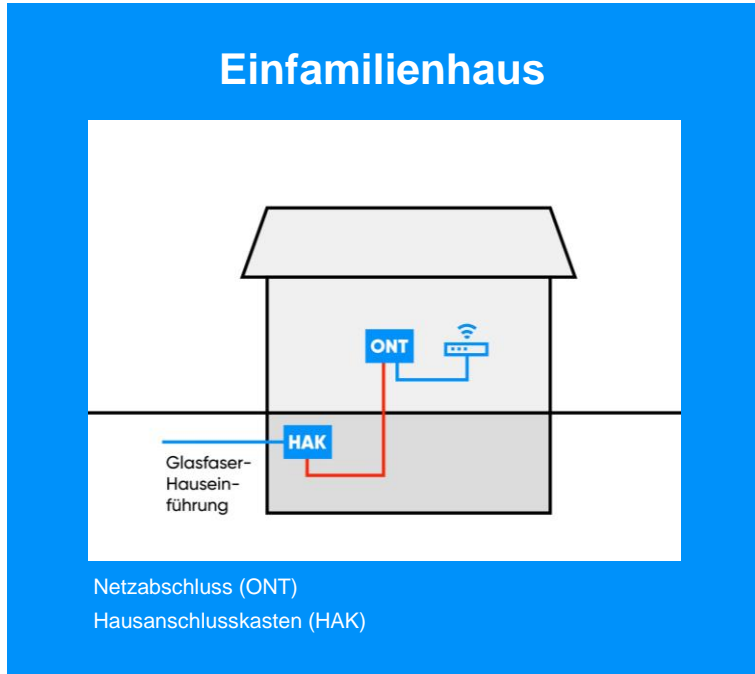 Einfamilienhaus
ONT
HAK
Glasfaser-
Hausein-
führung
Netzabschluss (ONT)
Hausanschlusskasten (HAK)